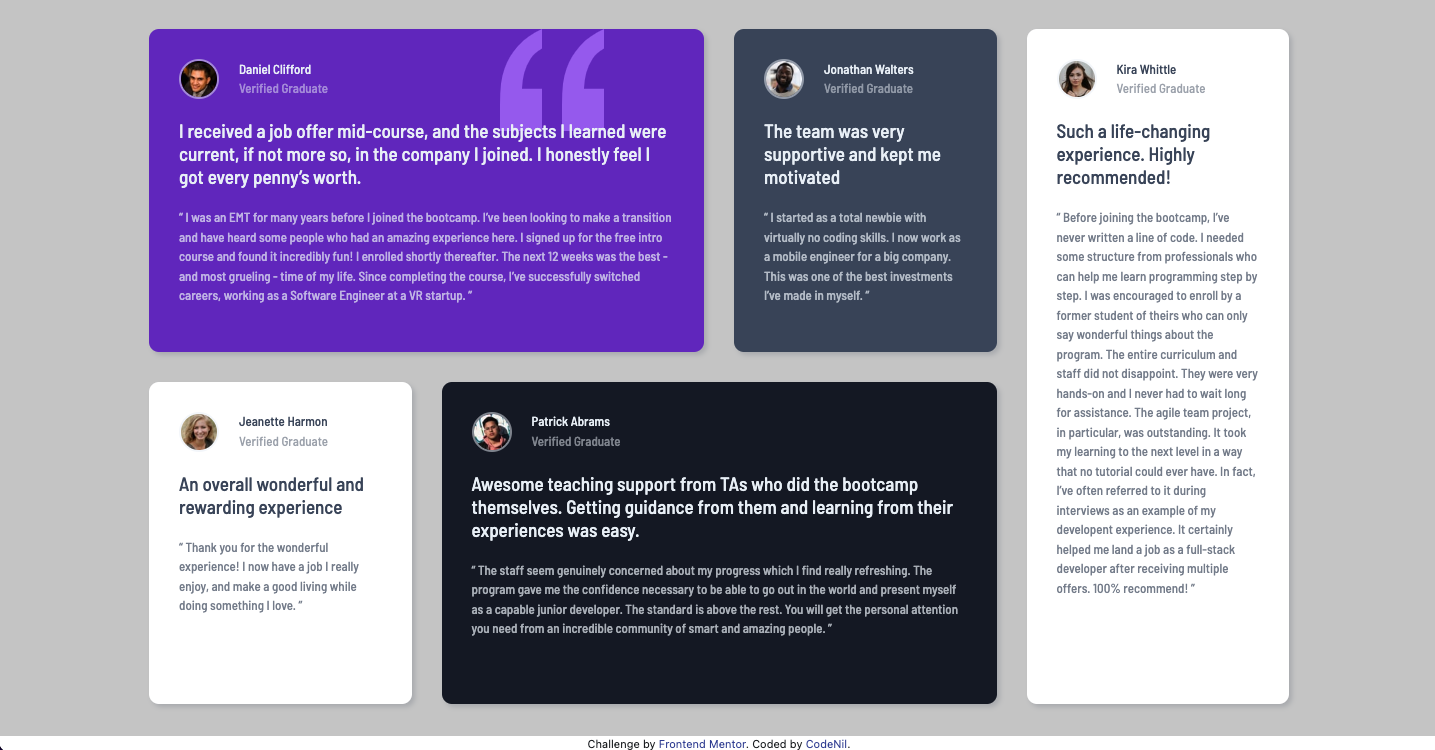 Daniel Clifford
Verified Graduate
I received a job offer mid-course, and the subjects I learned were
current, if not more so, in the company I joined. I honestly feel I
got every penny’s worth.
“ I was an EMT for many years before I joined the bootcamp. I’ve been looking to make a transition
and have heard some people who had an amazing experience here. I signed up for the free intro
course and found it incredibly fun! I enrolled shortly thereafter. The next 12 weeks was the best -
and most grueling - time of my life. Since completing the course, I’ve successfully switched
careers, working as a Software Engineer at a VR startup. ”
Jonathan Walters
Verified Graduate
The team was very
supportive and kept me
motivated
“ I started as a total newbie with
virtually no coding skills. I now work as
a mobile engineer for a big company.
This was one of the best investments
I’ve made in myself. ”
Kira Whittle
Verified Graduate
Such a life-changing
experience. Highly
recommended!
“ Before joining the bootcamp, I’ve
never written a line of code. I needed
some structure from professionals who
can help me learn programming step by
step. I was encouraged to enroll by a
former student of theirs who can only
say wonderful things about the
program. The entire curriculum and
staff did not disappoint. They were very
hands-on and I never had to wait long
for assistance. The agile team project,
in particular, was outstanding. It took
my learning to the next level in a way
that no tutorial could ever have. In fact,
I’ve often referred to it during
interviews as an example of my
developent experience. It certainly
helped me land a job as a full-stack
developer after receiving multiple
offers. 100% recommend! ”
Jeanette Harmon
Verified Graduate
An overall wonderful and
rewarding experience
“ Thank you for the wonderful
experience! I now have a job I really
enjoy, and make a good living while
doing something I love. ”
Patrick Abrams
Verified Graduate
Awesome teaching support from TAs who did the bootcamp
themselves. Getting guidance from them and learning from their
experiences was easy.
“ The staff seem genuinely concerned about my progress which I find really refreshing. The
program gave me the confidence necessary to be able to go out in the world and present myself
as a capable junior developer. The standard is above the rest. You will get the personal attention
you need from an incredible community of smart and amazing people. ”
Challenge by Frontend Mentor. Coded by CodeNil.